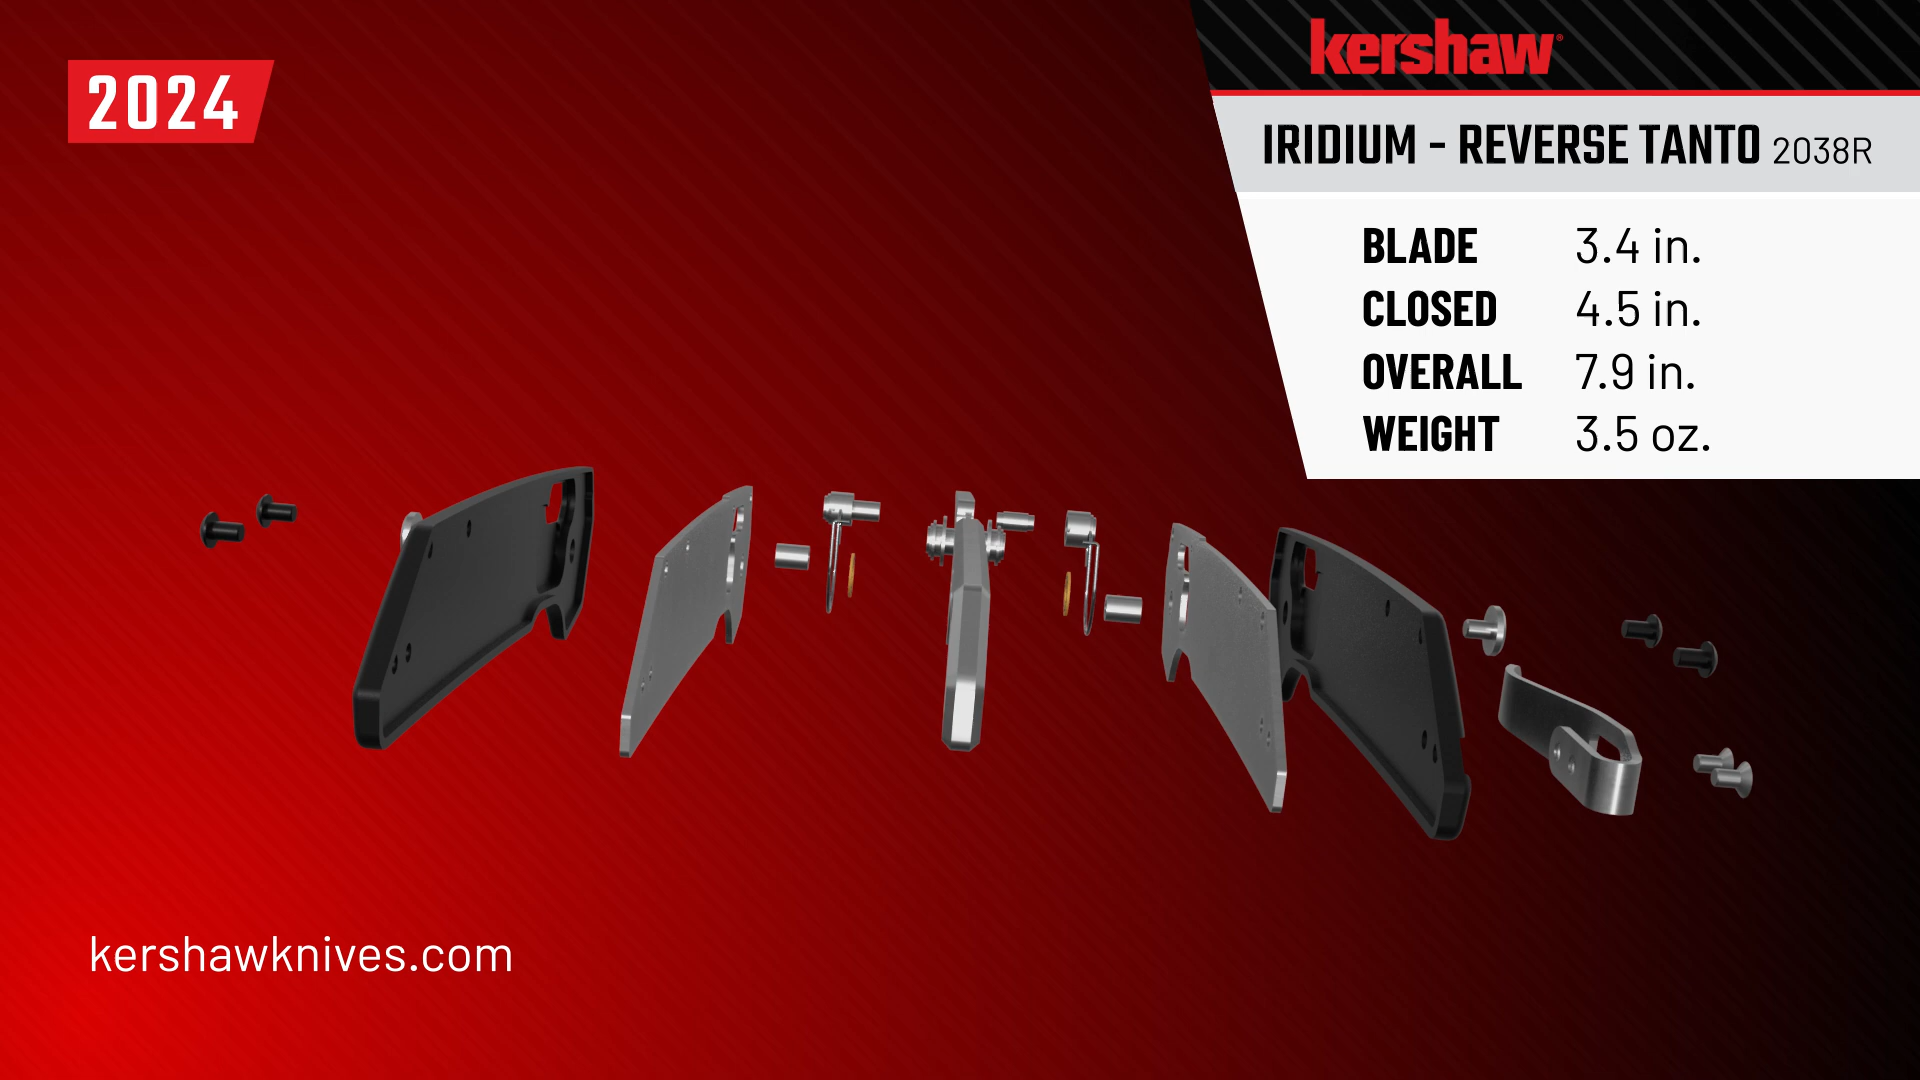 2024
kershaw®
IRIDIUM - REVERSE TANTO 2038R
BLADE 3.4 in.
CLOSED 4.5 in.
OVERALL 7.9 in.
WEIGHT 3.5 oz.
kershawknives.com